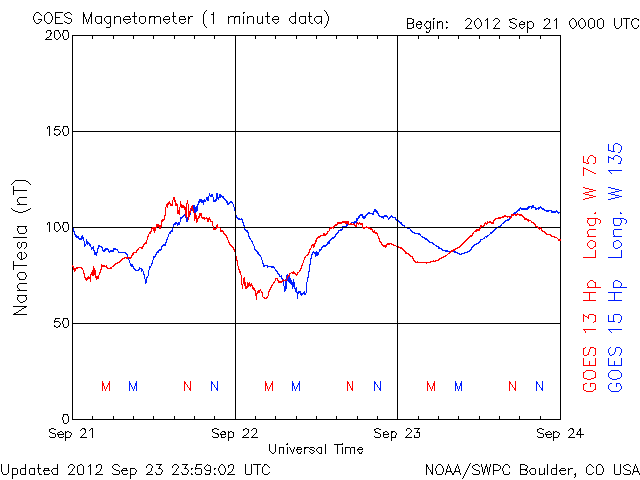 GOES Magnetometer (1 minute data)
Begin: 2012 Sep 21 0000 UTC
200
150
100
50
0
NanoTesla (nT)
M M N N M M N N M M N N
Sep 21 Sep 22 Sep 23 Sep 24
Universal Time
GOES 13 Hp Long. W 75
GOES 15 Hp Long. W 135
Updated 2012 Sep 23 23:59:02 UTC
NOAA/SWPC Boulder, CO USA